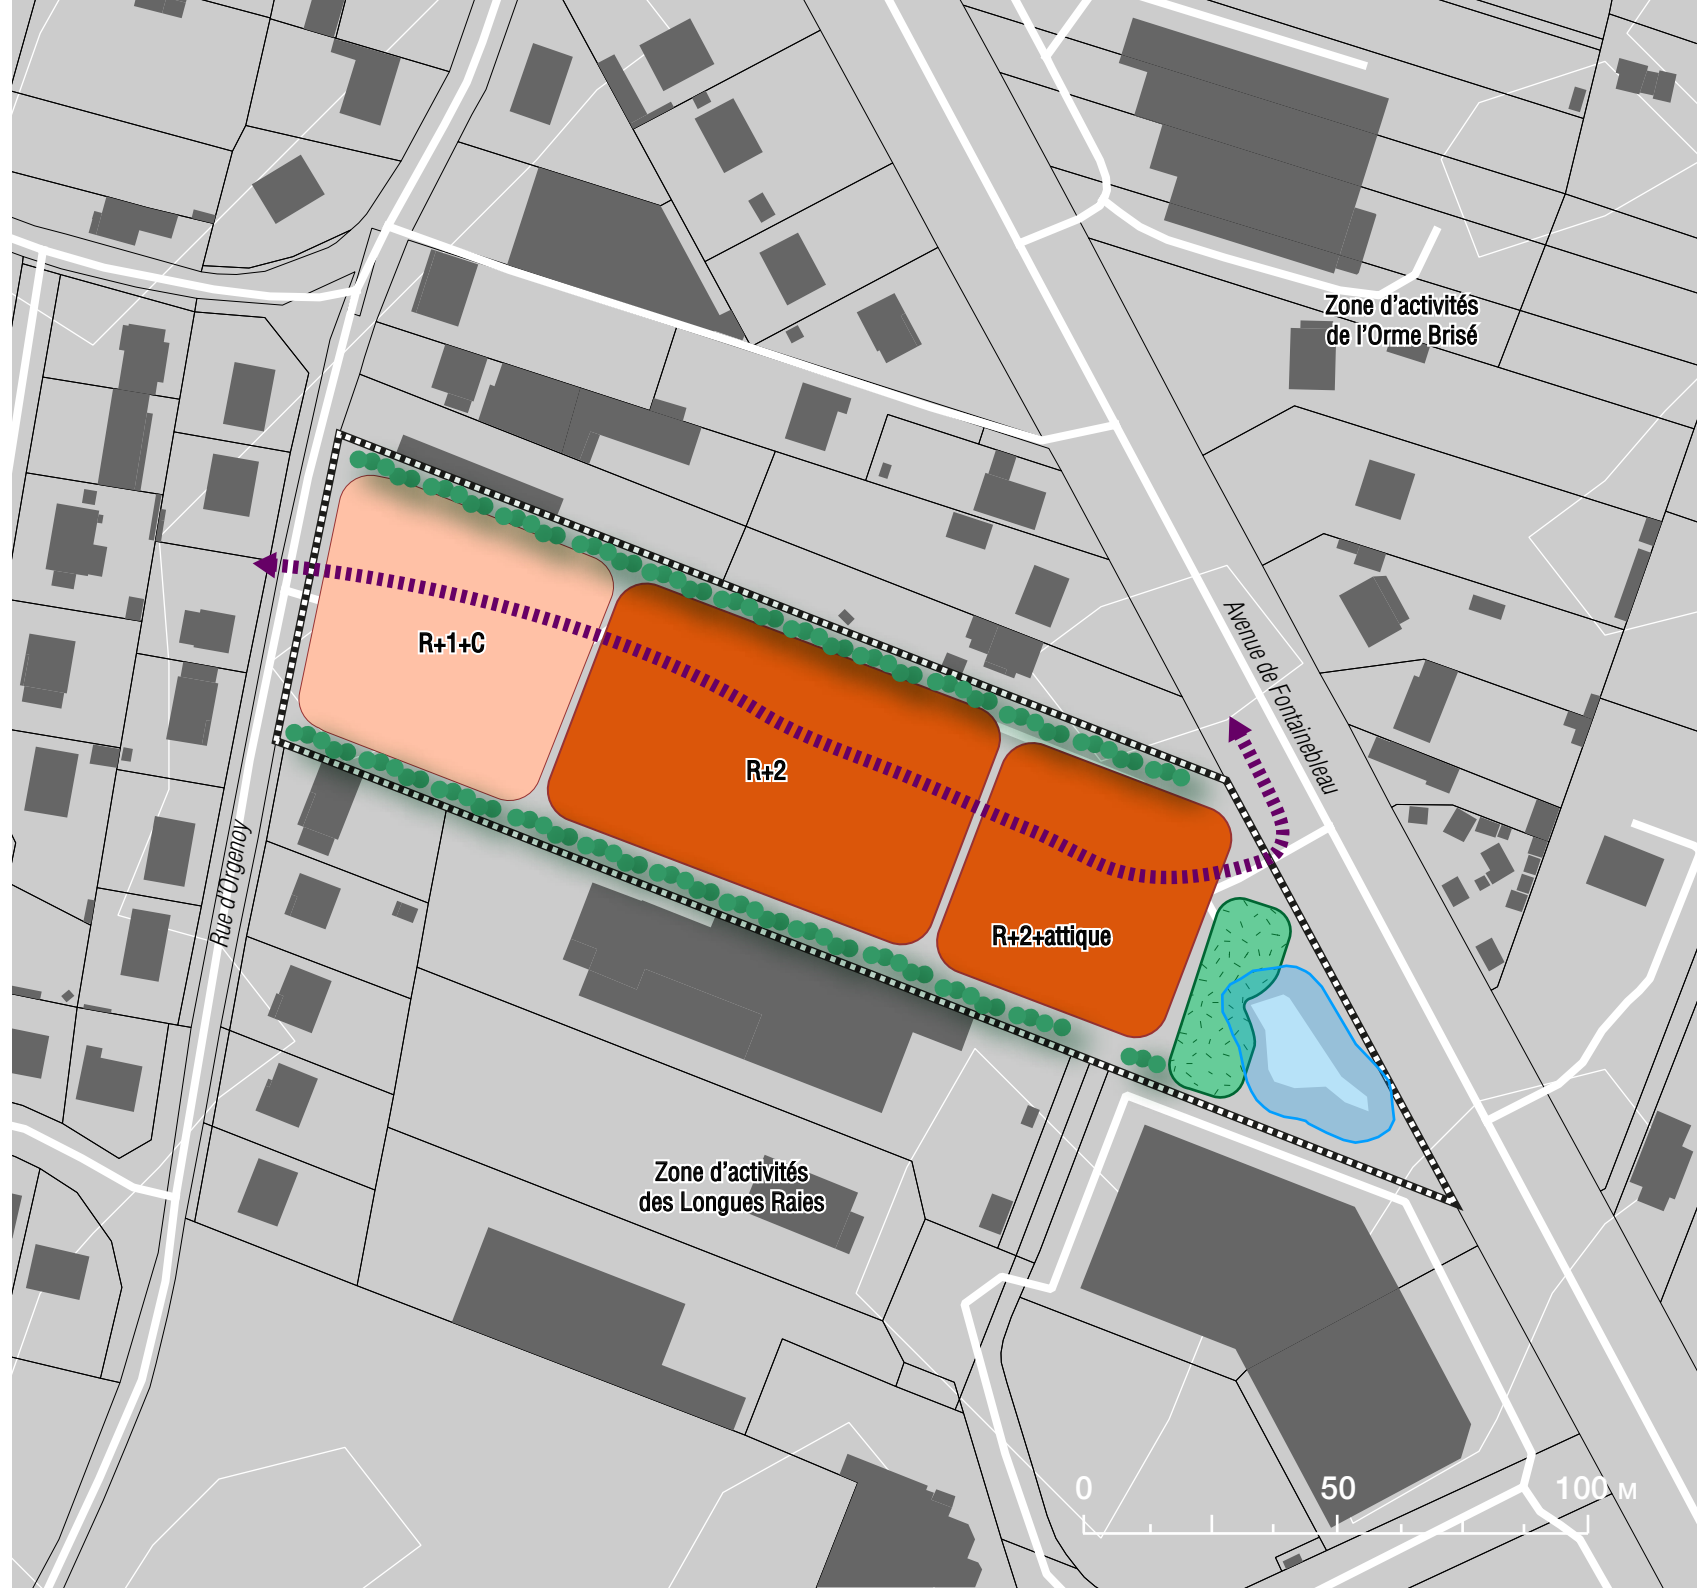 Zone d'activités
de l'Orme Brisé
Avenue de Fontainebleau
R+1+C
R+2
R+2+attique
Rue d'Orgenoy
Zone d'activités
des Longues Raies
0 50 100 M